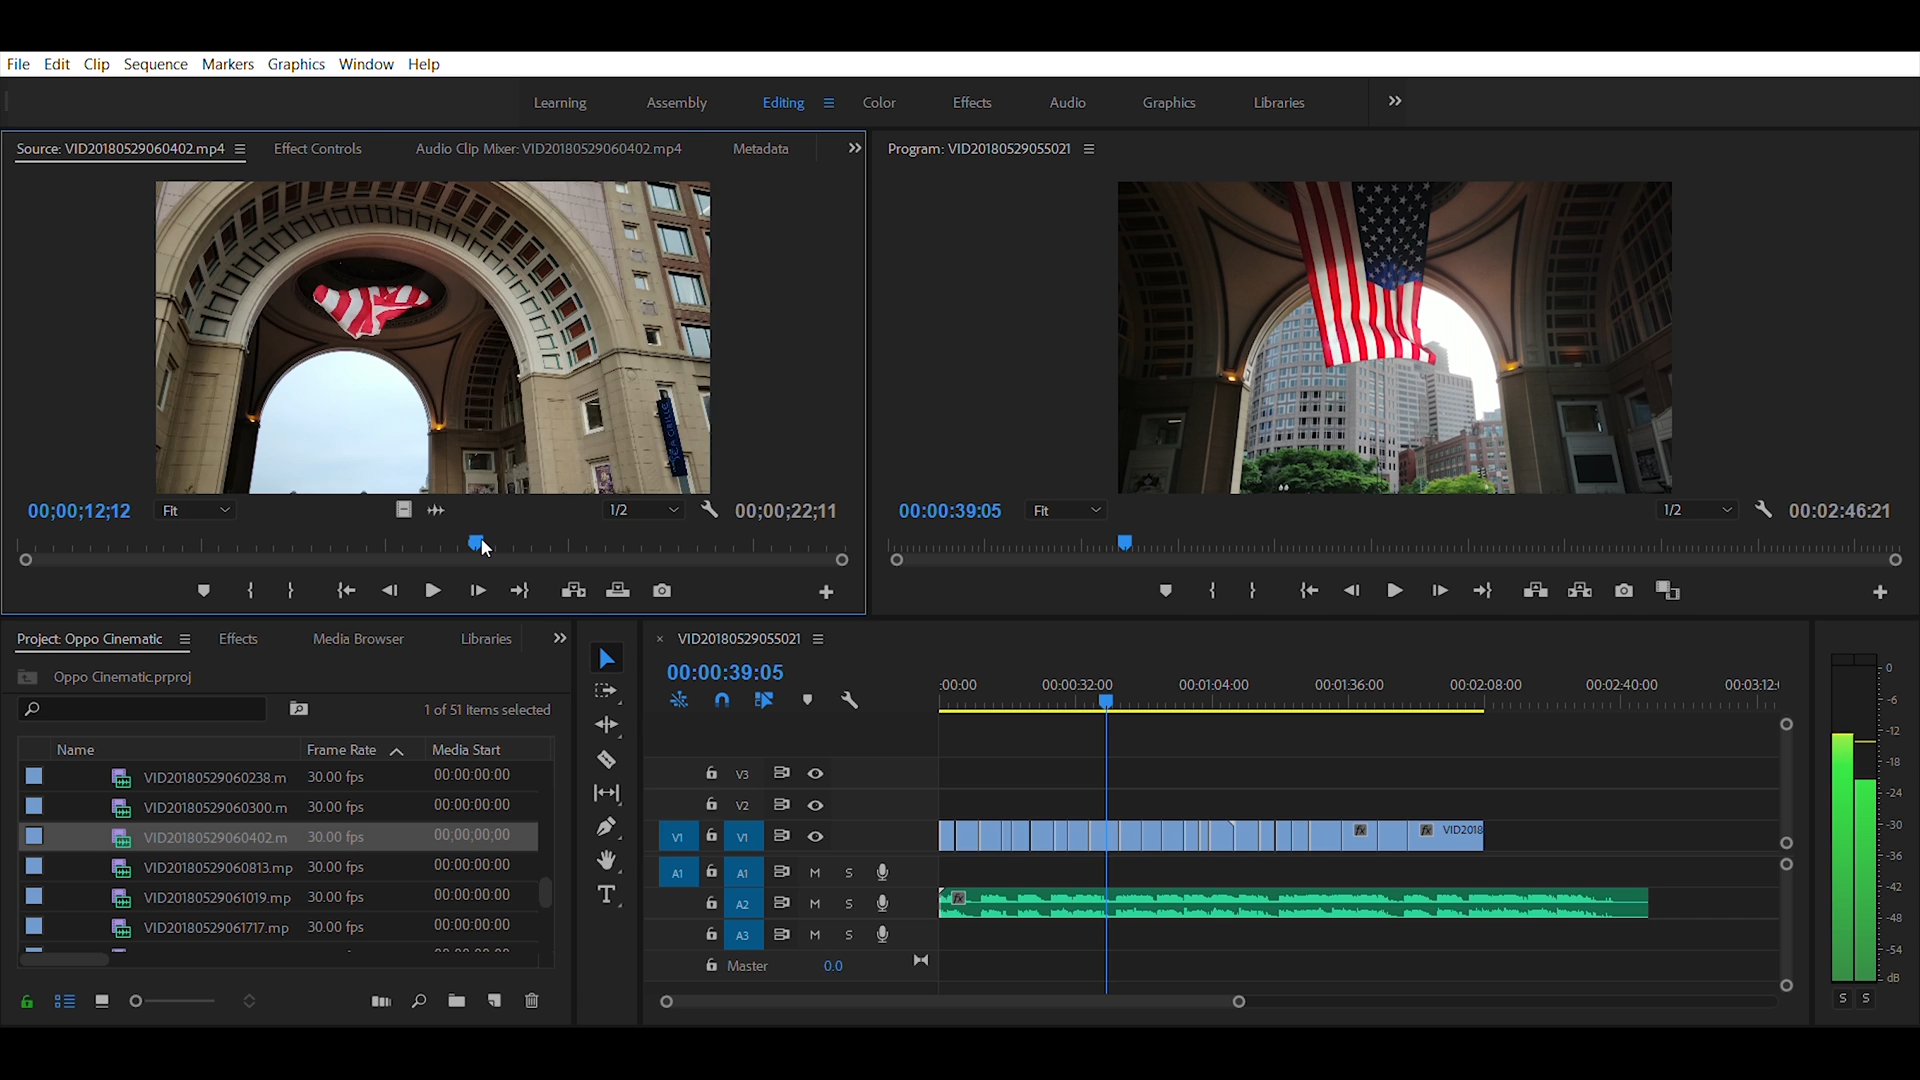 File Edit Clip Sequence Markers Graphics Window Help
Learning Assembly Editing Color Effects Audio Graphics Libraries
Source: VID20180529060402.mp4 Effect Controls Audio Clip Mixer: VID20180529060402.mp4 Metadata
Program: VID20180529055021
SEA GRILLE
00;00;12;12 Fit 1/2 00;00;22;11
00:00:39:05 Fit 1/2 00:02:46:21
Project: Oppo Cinematic Effects Media Browser Libraries
Oppo Cinematic.prproj
1 of 51 items selected
Name Frame Rate Media Start
VID20180529060238.m 30.00 fps 00:00:00:00
VID20180529060300.m 30.00 fps 00:00:00:00
VID20180529060402.m 30.00 fps 00;00;00;00
VID20180529060813.mp 30.00 fps 00:00:00:00
VID20180529061019.mp 30.00 fps 00:00:00:00
VID20180529061717.mp 30.00 fps 00:00:00:00
× VID20180529055021
00:00:39:05
:00:00 00:00:32:00 00:01:04:00 00:01:36:00 00:02:08:00 00:02:40:00 00:03:12:
V3
V2
V1 V1 fx fx VID2018
A1 A1 M S
A2 M S fx
A3 M S
Master 0.0
0
-6
-12
-18
-24
-30
-36
-42
-48
-54
dB
S S